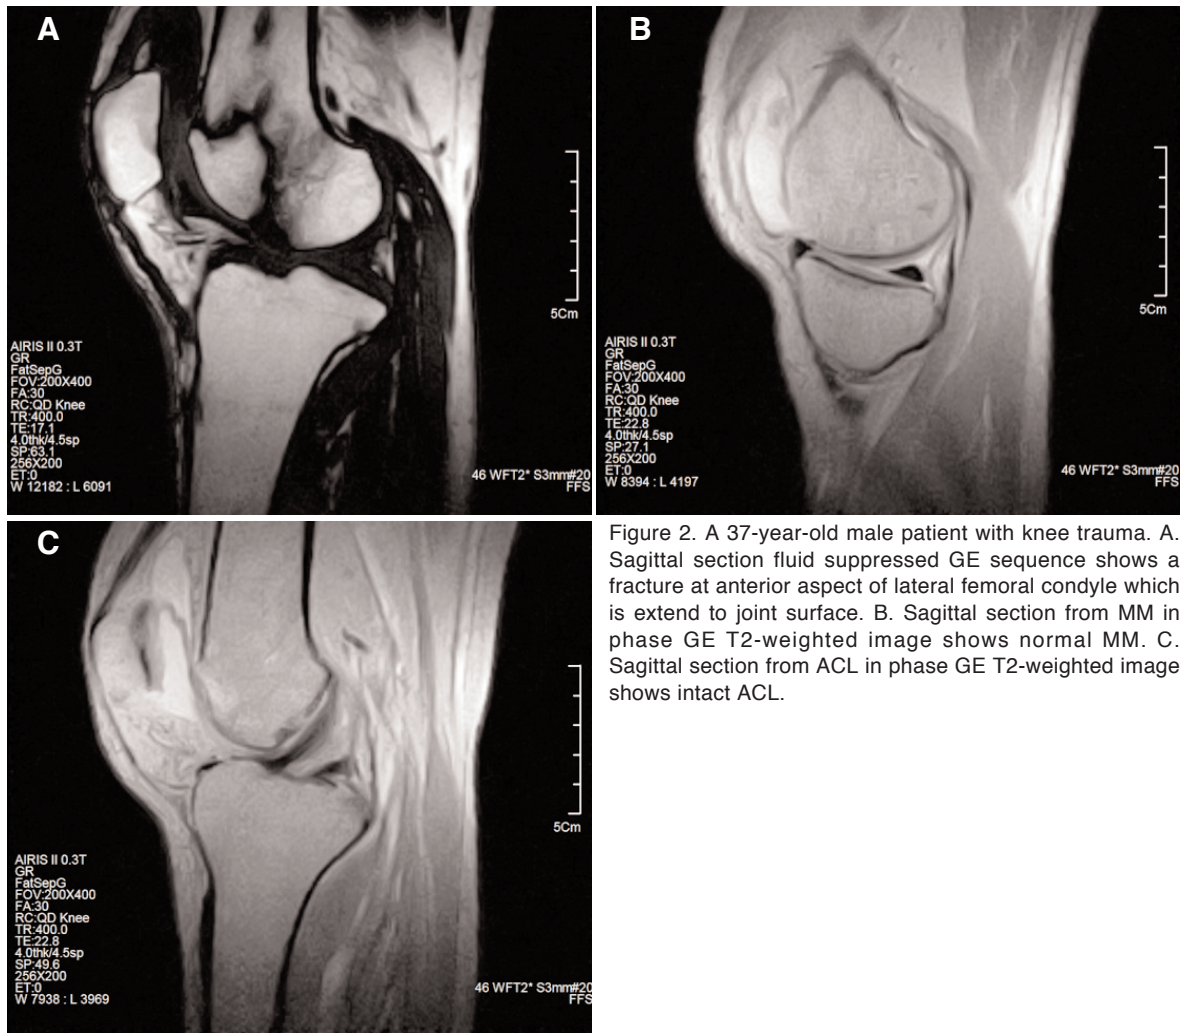 A
5Cm
AIRIS II 0.3T
GR
FatSepG
FOV:200X400
FA:30
RC:QD Knee
TR:400.0
TE:17.1
4.0thk/4.5sp
SP:63.1
256X200
ET:0
W 12182 : L 6091
46 WFT2* S3mm#20
FFS
B
5Cm
AIRIS II 0.3T
GR
FatSepG
FOV:200X400
FA:30
RC:QD Knee
TR:400.0
TE:22.8
4.0thk/4.5sp
SP:27.1
256X200
ET:0
W 8394 : L 4197
46 WFT2* S3mm#20
FFS
C
5Cm
AIRIS II 0.3T
GR
FatSepG
FOV:200X400
FA:30
RC:QD Knee
TR:400.0
TE:22.8
4.0thk/4.5sp
SP:49.6
256X200
ET:0
W 7938 : L 3969
46 WFT2* S3mm#20
FFS
Figure 2. A 37-year-old male patient with knee trauma. A.
Sagittal section fluid suppressed GE sequence shows a
fracture at anterior aspect of lateral femoral condyle which
is extend to joint surface. B. Sagittal section from MM in
phase GE T2-weighted image shows normal MM. C.
Sagittal section from ACL in phase GE T2-weighted image
shows intact ACL.